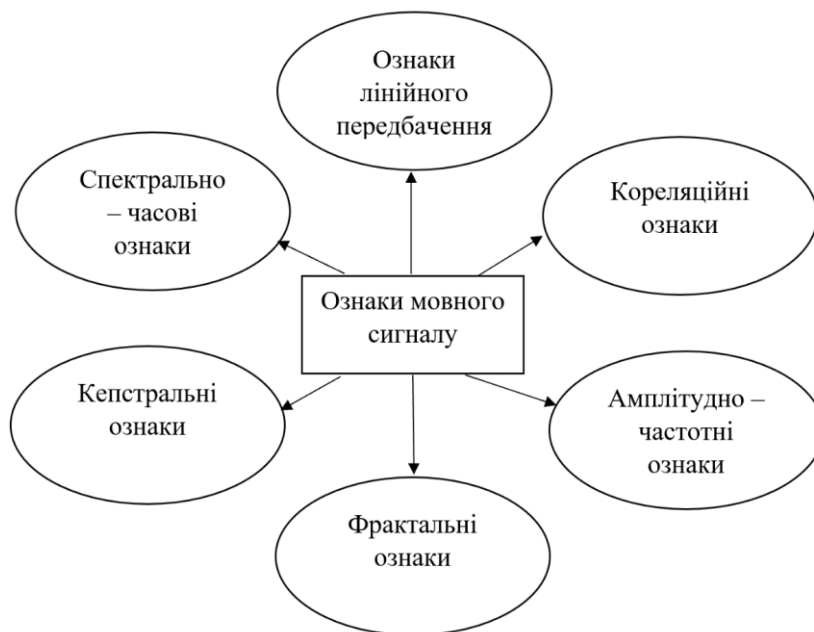 Ознаки
лінійного
передбачення
Спектрально
– часові
ознаки
Кореляційні
ознаки
Ознаки мовного
сигналу
Кепстральні
ознаки
Амплітудно –
частотні
ознаки
Фрактальні
ознаки